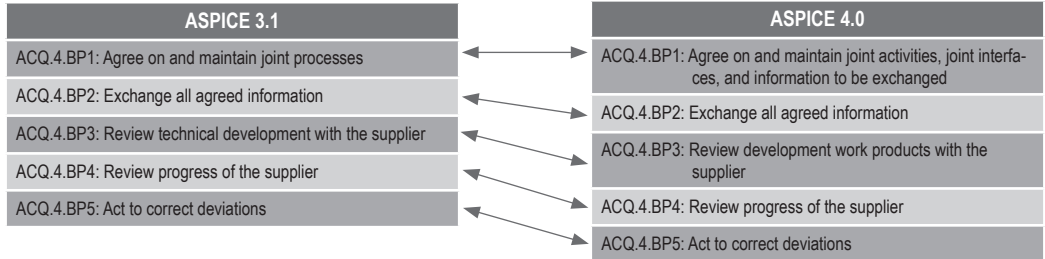 ASPICE 3.1
ACQ.4.BP1: Agree on and maintain joint processes
ACQ.4.BP2: Exchange all agreed information
ACQ.4.BP3: Review technical development with the supplier
ACQ.4.BP4: Review progress of the supplier
ACQ.4.BP5: Act to correct deviations
ASPICE 4.0
ACQ.4.BP1: Agree on and maintain joint activities, joint interfa-
ces, and information to be exchanged
ACQ.4.BP2: Exchange all agreed information
ACQ.4.BP3: Review development work products with the
supplier
ACQ.4.BP4: Review progress of the supplier
ACQ.4.BP5: Act to correct deviations